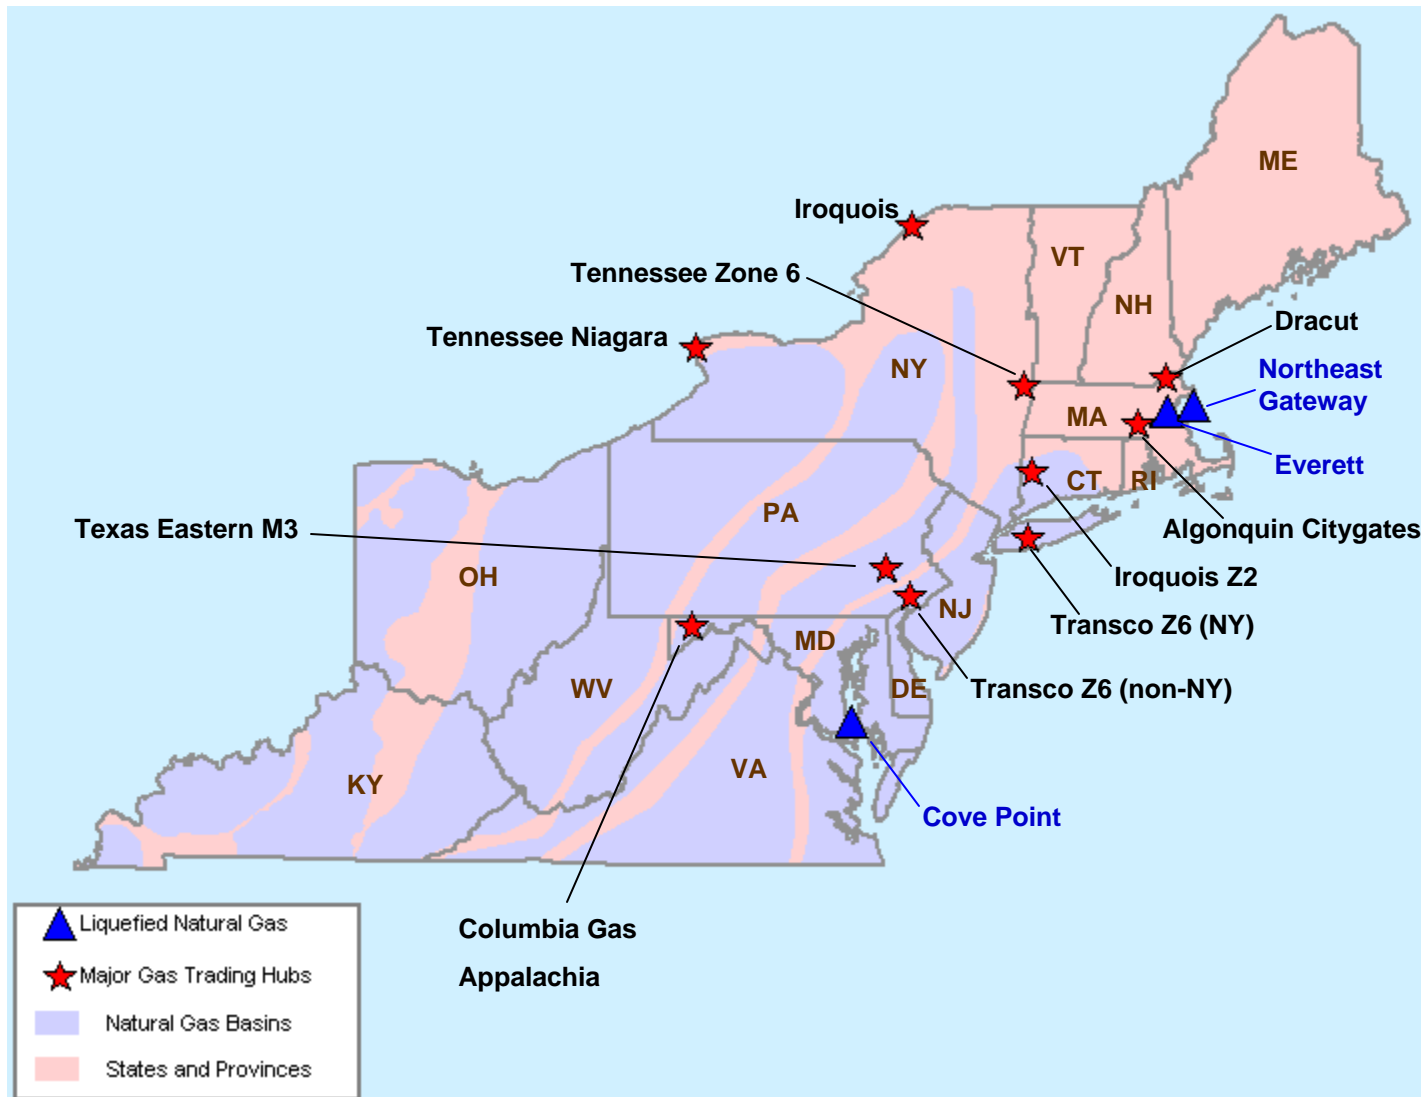 ME
Iroquois
VT
Tennessee Zone 6
NH
Dracut
Tennessee Niagara
NY
Northeast
Gateway
MA
Everett
CT
RI
PA
Texas Eastern M3
Algonquin Citygates
OH
Iroquois Z2
NJ
Transco Z6 (NY)
MD
WV
DE
Transco Z6 (non-NY)
VA
KY
Cove Point
Columbia Gas
Appalachia
Liquefied Natural Gas
Major Gas Trading Hubs
Natural Gas Basins
States and Provinces